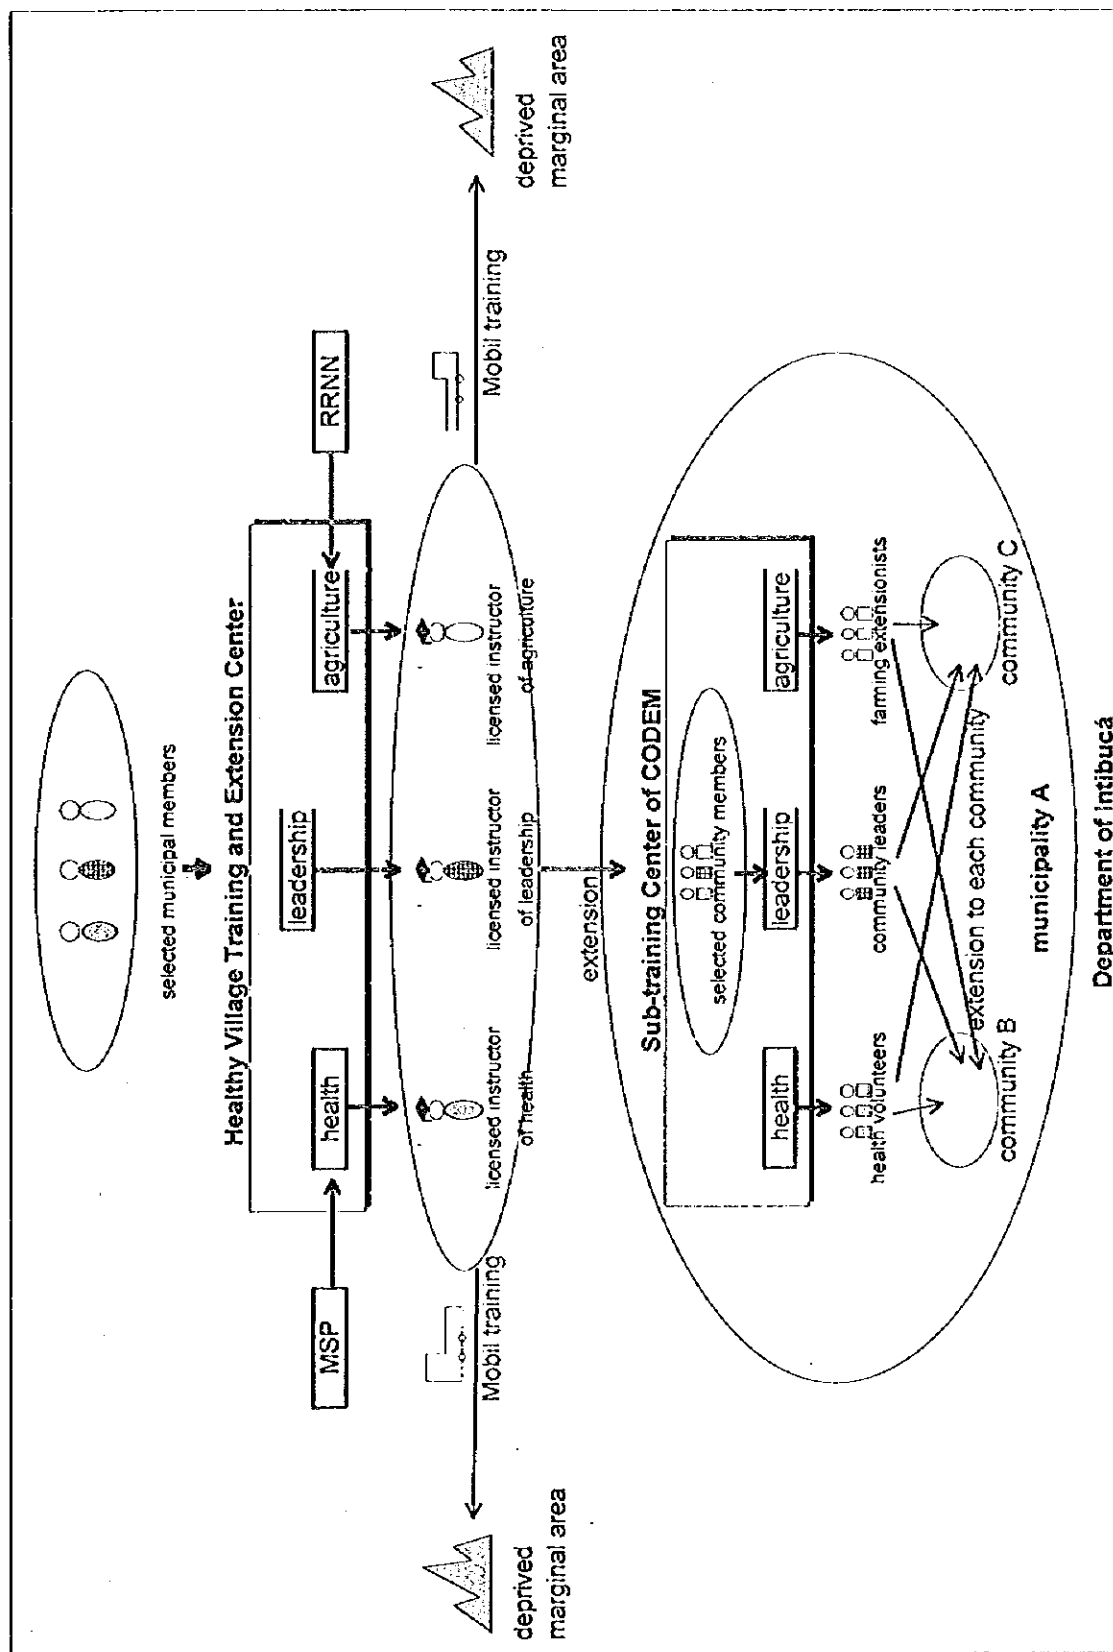 selected municipal members
Healthy Village Training and Extension Center
MSP
health
leadership
agriculture
RRNN
licensed instructor
of health
licensed instructor
of leadership
licensed instructor
of agriculture
Mobil training
Mobil training
deprived
marginal area
deprived
marginal area
extension
Sub-training Center of CODEM
selected community members
health
leadership
agriculture
health volunteers
community leaders
farming extensionists
extension to each community
community B
community C
municipality A
Department of Intibucá